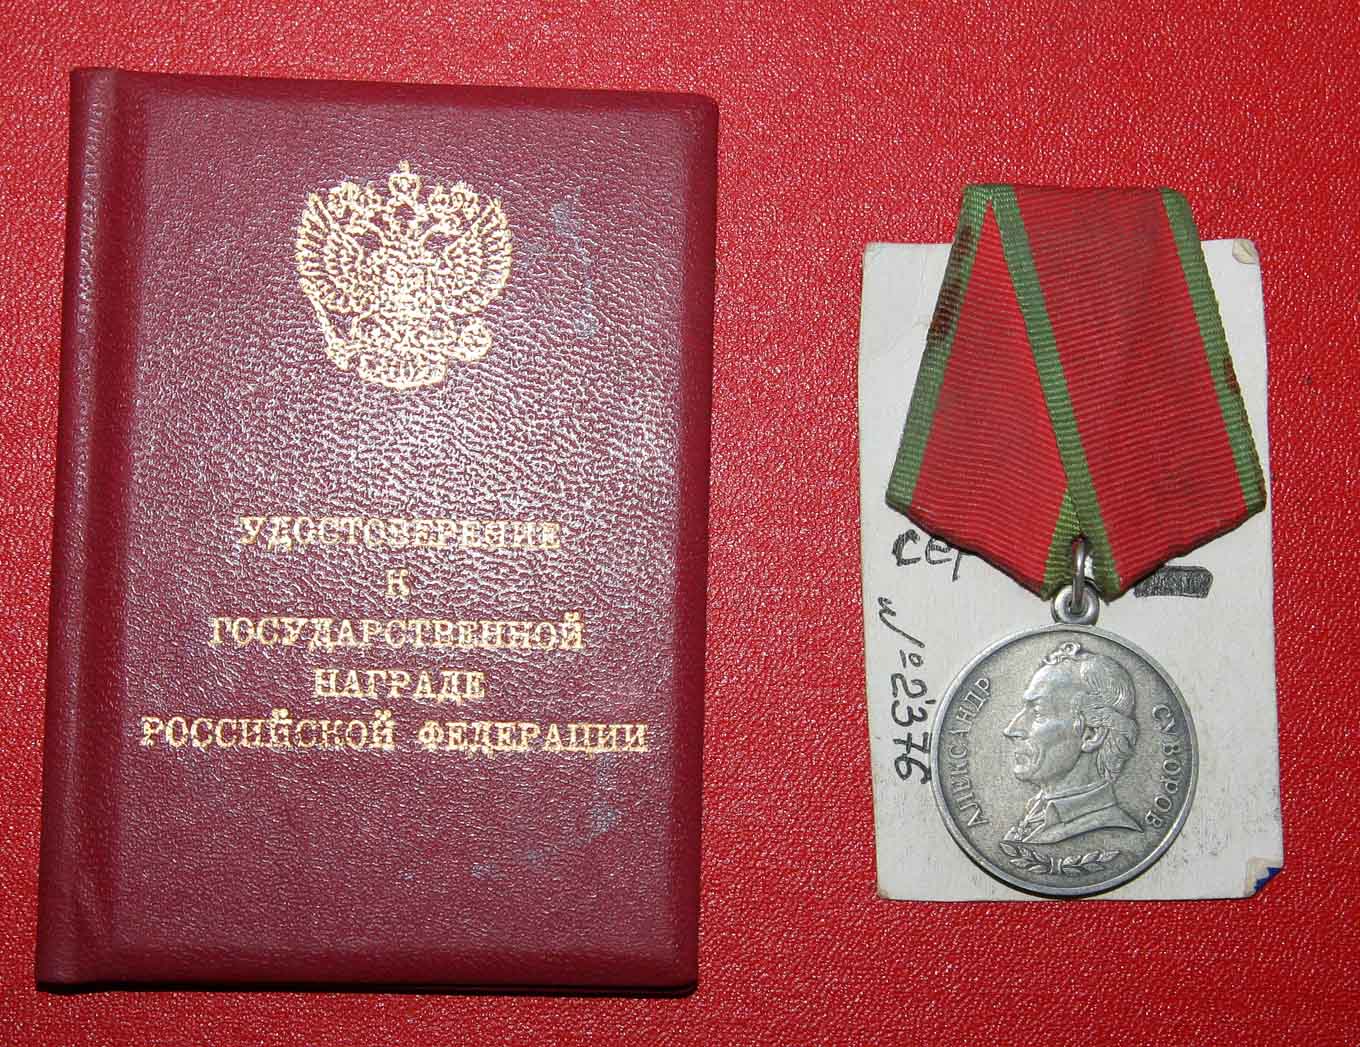 УДОСТОВЕРЕНИЕ
К
ГОСУДАРСТВЕННОЙ
НАГРАДЕ
РОССИЙСКОЙ ФЕДЕРАЦИИ
АЛЕКСАНДР СУВОРОВ
№2376